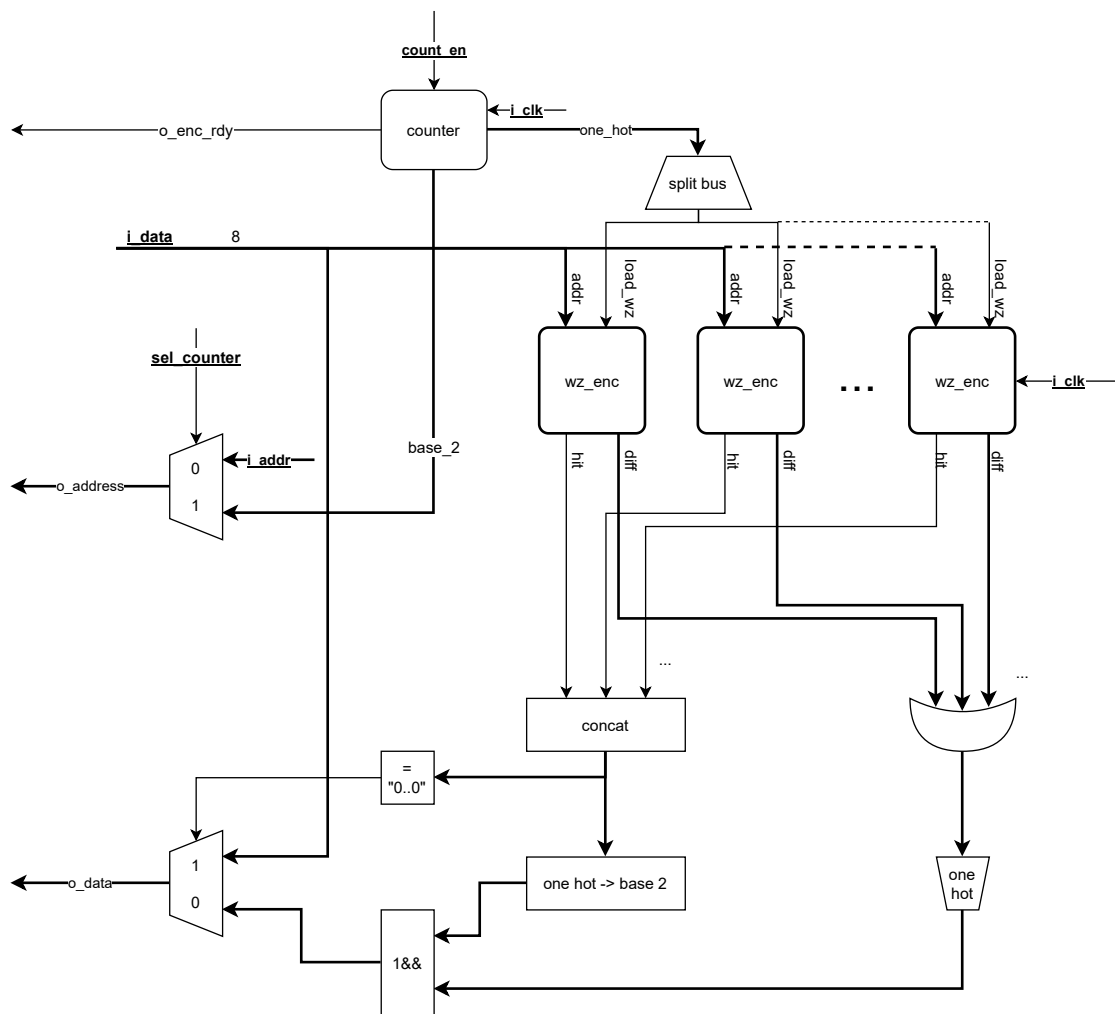 count_en
i_clk
o_enc_rdy
counter
one_hot
split bus
i_data 8
addr load_wz addr load_wz addr load_wz
sel_counter
wz_enc wz_enc ... wz_enc i_clk
base_2
hit diff hit diff hit diff
0 i_addr
o_address
1
...
...
concat
=
"0..0"
1
o_data
0
one hot -> base 2
one
hot
1&&